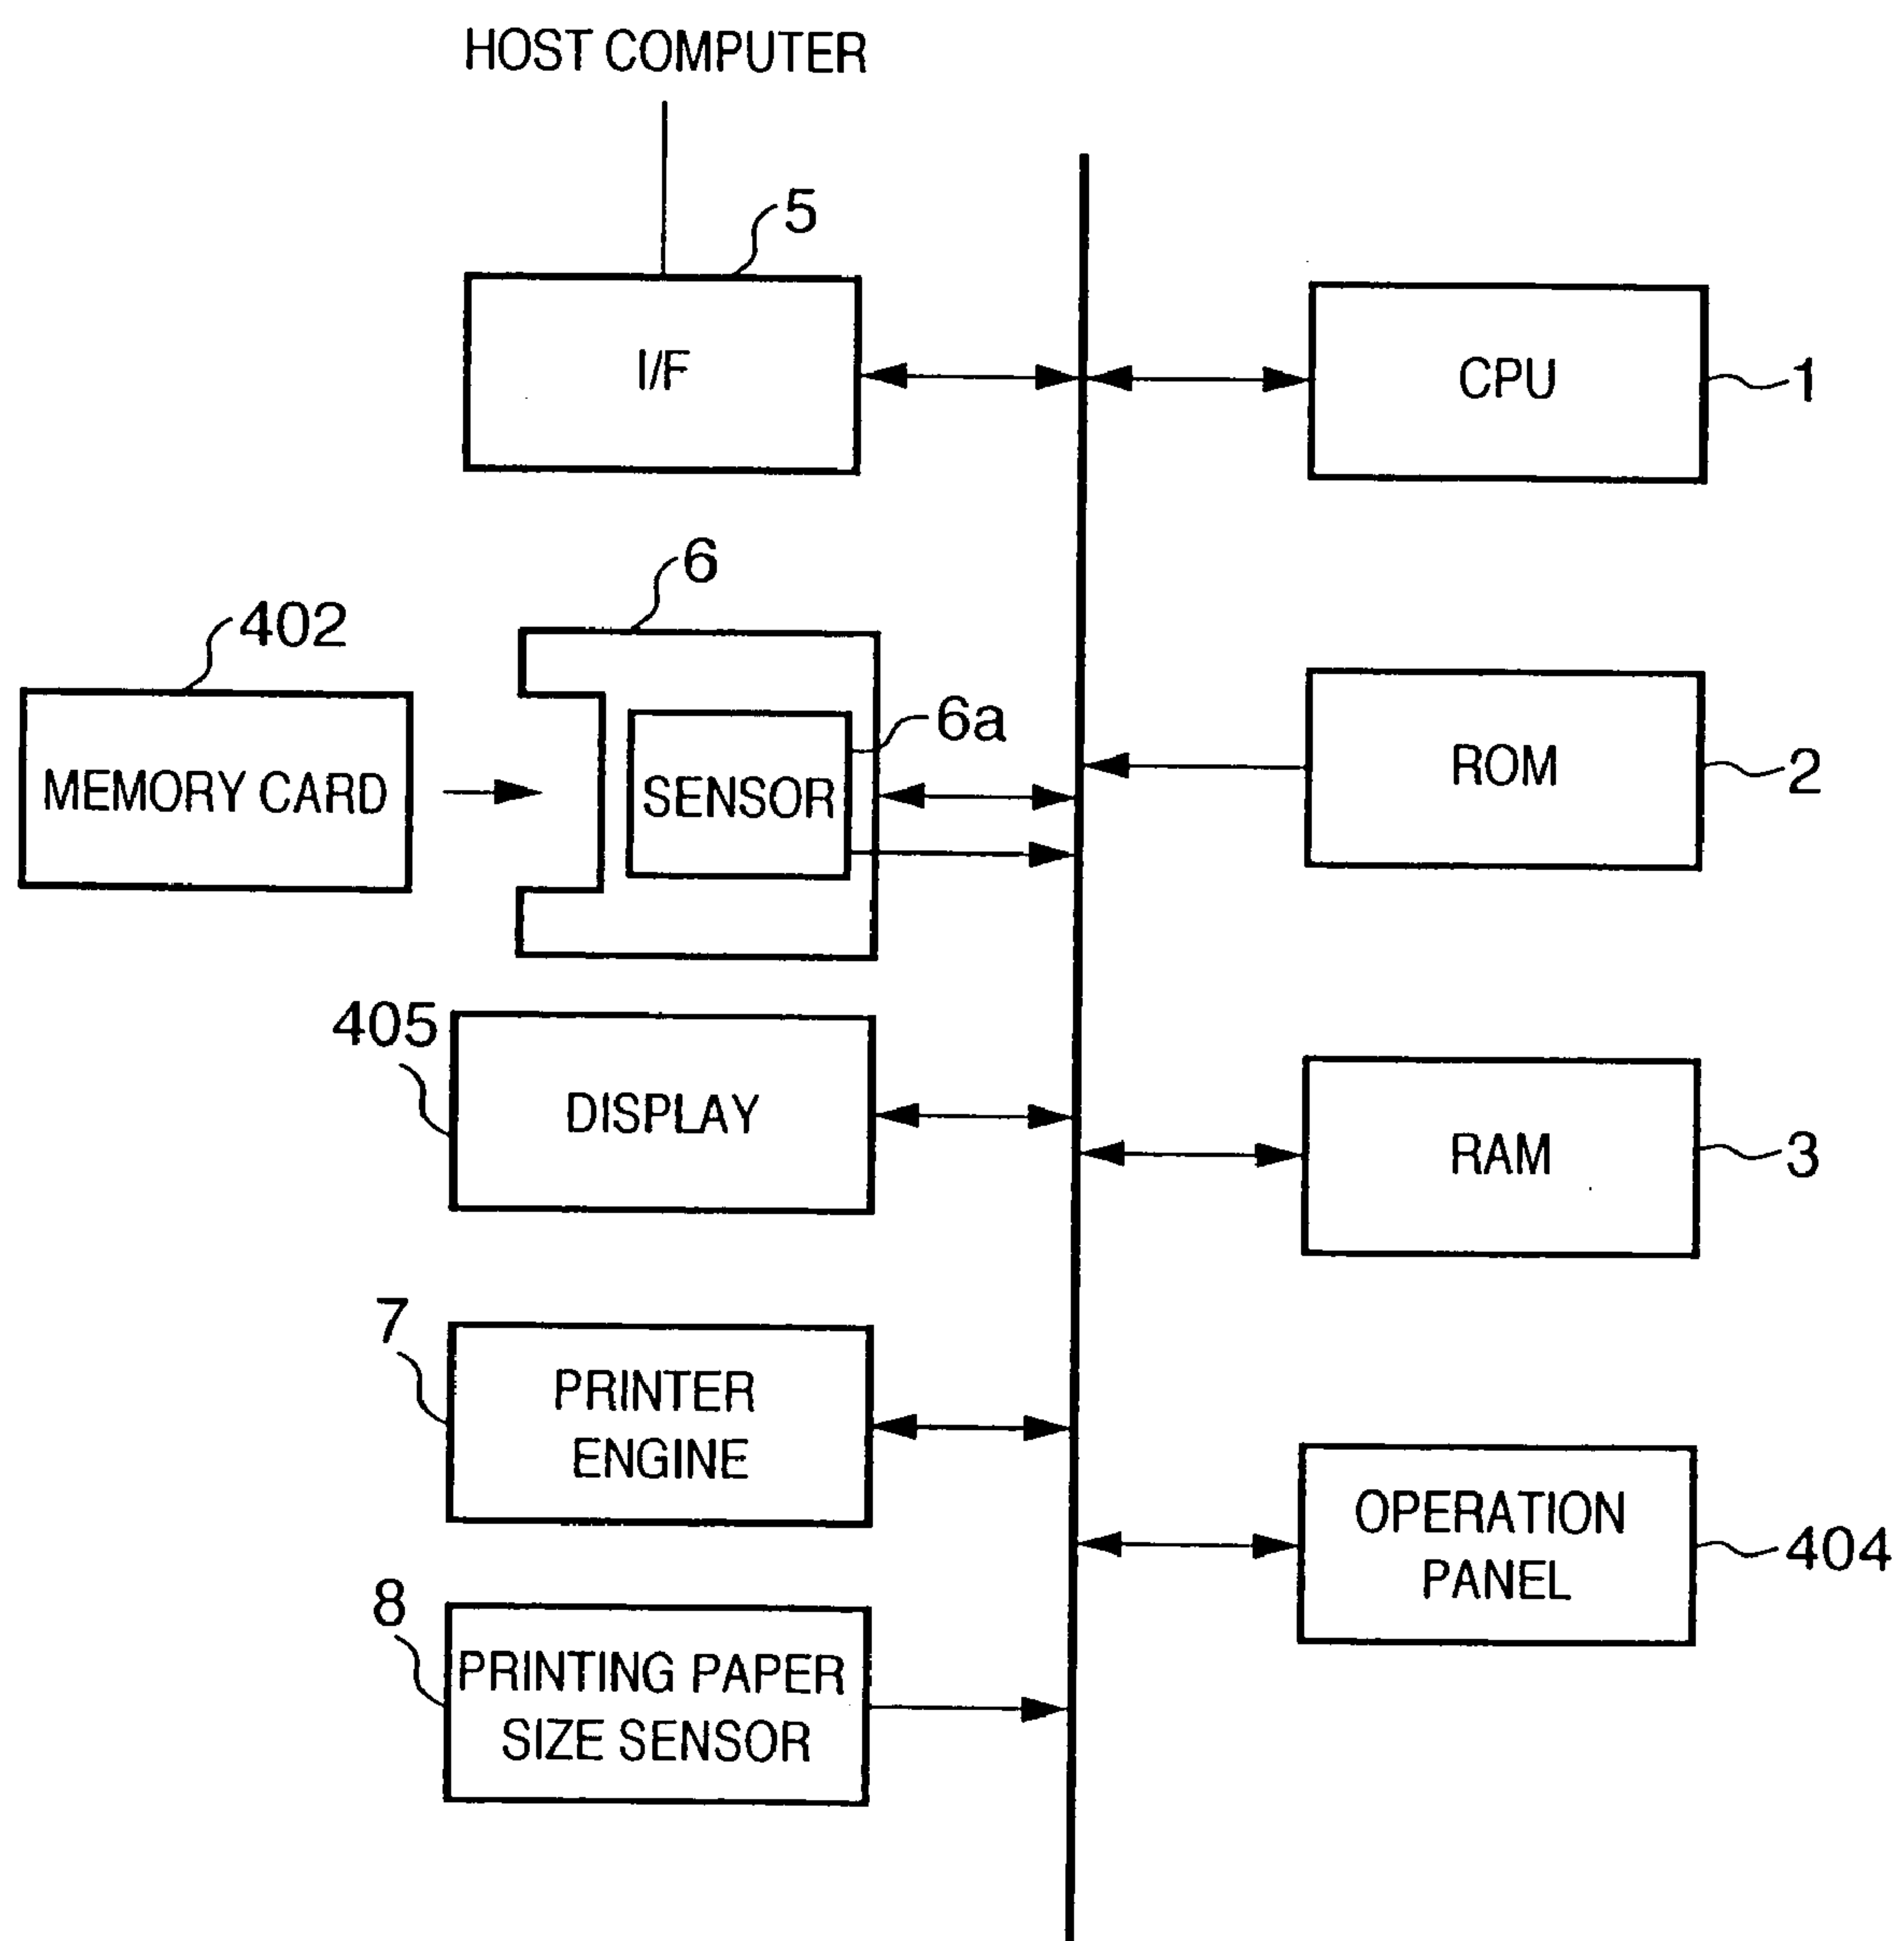 HOST COMPUTER
5
I/F
CPU
1
6
402
6a
MEMORY CARD
SENSOR
ROM
2
405
DISPLAY
RAM
3
7
PRINTER
ENGINE
OPERATION
PANEL
404
8
PRINTING PAPER
SIZE SENSOR